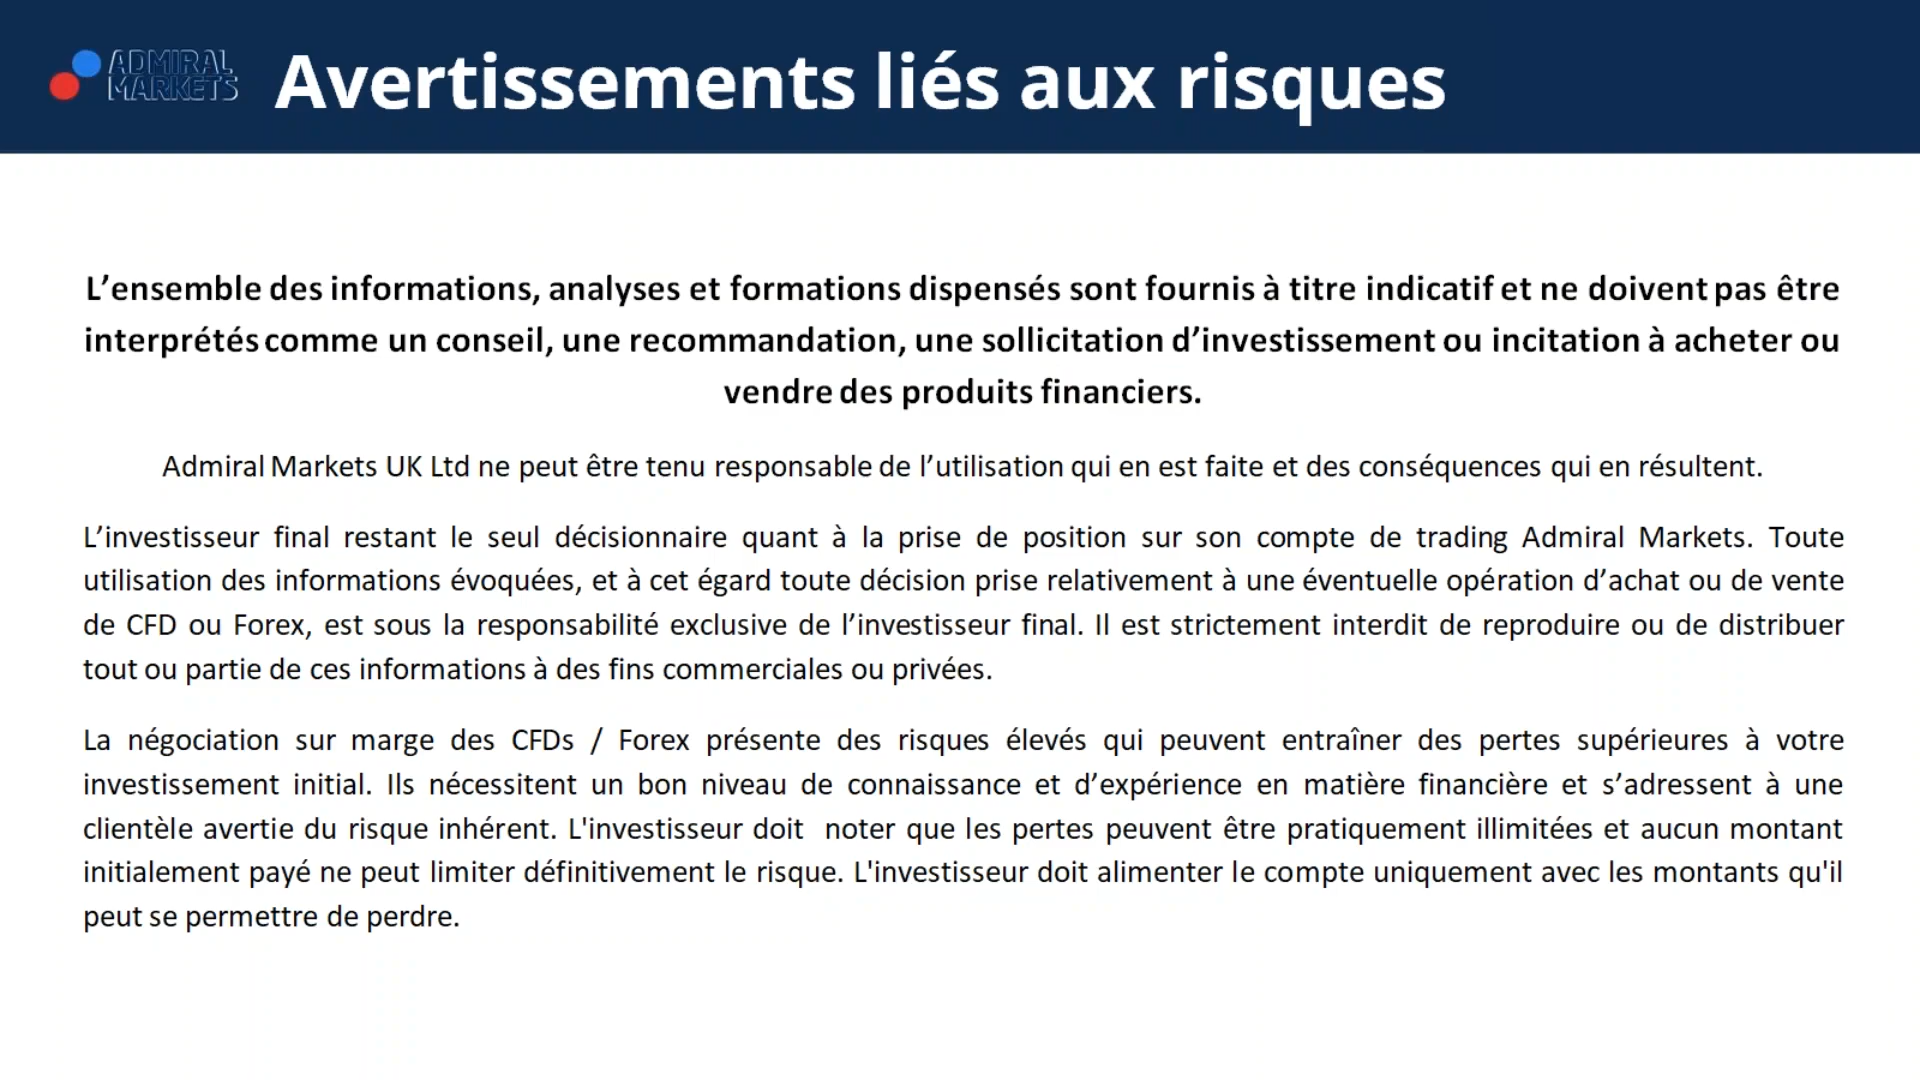 ADMIRAL
MARKETS
Avertissements liés aux risques
L’ensemble des informations, analyses et formations dispensés sont fournis à titre indicatif et ne doivent pas être
interprétés comme un conseil, une recommandation, une sollicitation d’investissement ou incitation à acheter ou
vendre des produits financiers.
Admiral Markets UK Ltd ne peut être tenu responsable de l’utilisation qui en est faite et des conséquences qui en résultent.
L’investisseur final restant le seul décisionnaire quant à la prise de position sur son compte de trading Admiral Markets. Toute
utilisation des informations évoquées, et à cet égard toute décision prise relativement à une éventuelle opération d’achat ou de vente
de CFD ou Forex, est sous la responsabilité exclusive de l’investisseur final. Il est strictement interdit de reproduire ou de distribuer
tout ou partie de ces informations à des fins commerciales ou privées.
La négociation sur marge des CFDs / Forex présente des risques élevés qui peuvent entraîner des pertes supérieures à votre
investissement initial. Ils nécessitent un bon niveau de connaissance et d’expérience en matière financière et s’adressent à une
clientèle avertie du risque inhérent. L'investisseur doit  noter que les pertes peuvent être pratiquement illimitées et aucun montant
initialement payé ne peut limiter définitivement le risque. L'investisseur doit alimenter le compte uniquement avec les montants qu'il
peut se permettre de perdre.